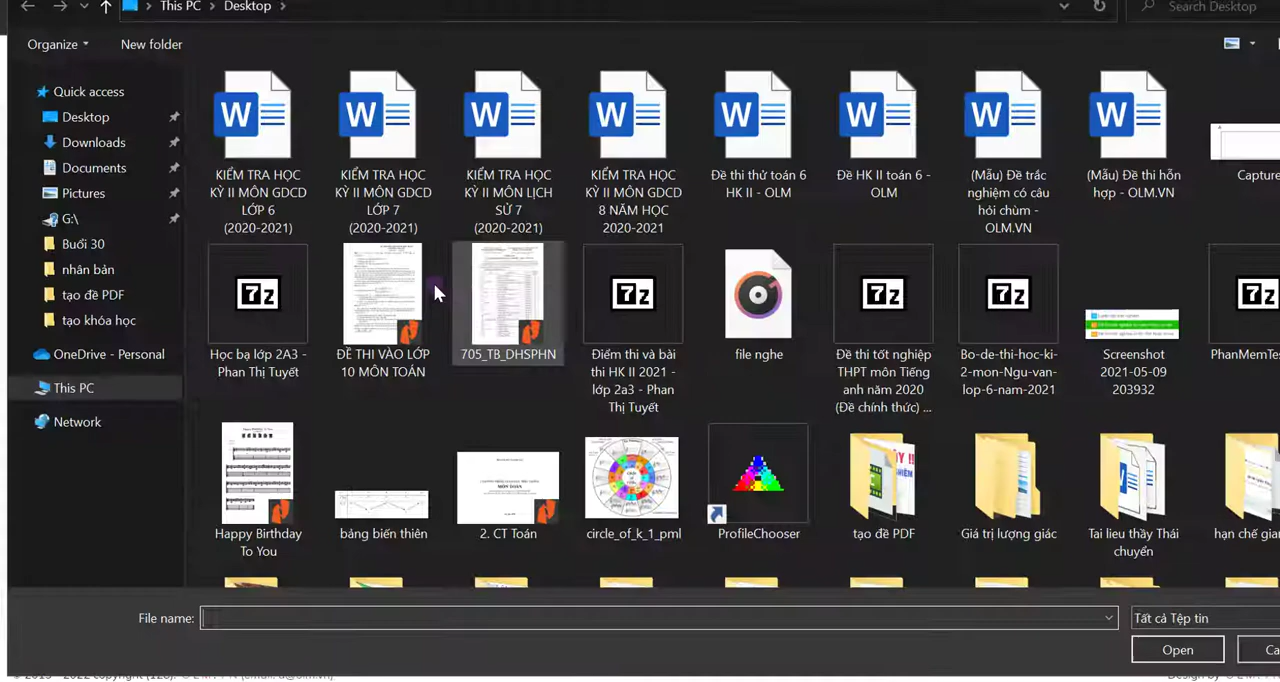 This PC
Desktop
Search Desktop
Organize
New folder
Quick access
Desktop
Downloads
Documents
Pictures
G:\
Buổi 30
nhân bản
tạo đề PDF
tạo khóa học
OneDrive - Personal
This PC
Network
KIỂM TRA HỌC
KỲ II MÔN GDCD
LỚP 6
(2020-2021)
KIỂM TRA HỌC
KỲ II MÔN GDCD
LỚP 7
(2020-2021)
KIỂM TRA HỌC
KỲ II MÔN LỊCH
SỬ 7
(2020-2021)
KIỂM TRA HỌC
KỲ II MÔN GDCD
8 NĂM HỌC
2020-2021
Đề thi thử toán 6
HK II - OLM
Đề HK II toán 6 -
OLM
(Mẫu) Đề trắc
nghiệm có câu
hỏi chùm -
OLM.VN
(Mẫu) Đề thi hỗn
hợp - OLM.VN
Capture
Học bạ lớp 2A3 -
Phan Thị Tuyết
ĐỀ THI VÀO LỚP
10 MÔN TOÁN
705_TB_DHSPHN
Điểm thi và bài
thi HK II 2021 -
lớp 2a3 - Phan
Thị Tuyết
file nghe
Đề thi tốt nghiệp
THPT môn Tiếng
anh năm 2020
(Đề chính thức) ...
Bo-de-thi-hoc-ki-
2-mon-Ngu-van-
lop-6-nam-2021
Screenshot
2021-05-09
203932
PhanMemTes
Happy Birthday
To You
bảng biến thiên
2. CT Toán
circle_of_k_1_pml
ProfileChooser
tạo đề PDF
Giá trị lượng giác
Tai lieu thầy Thái
chuyển
hạn chế gian
File name:
Tất cả Tệp tin
Open
Ca